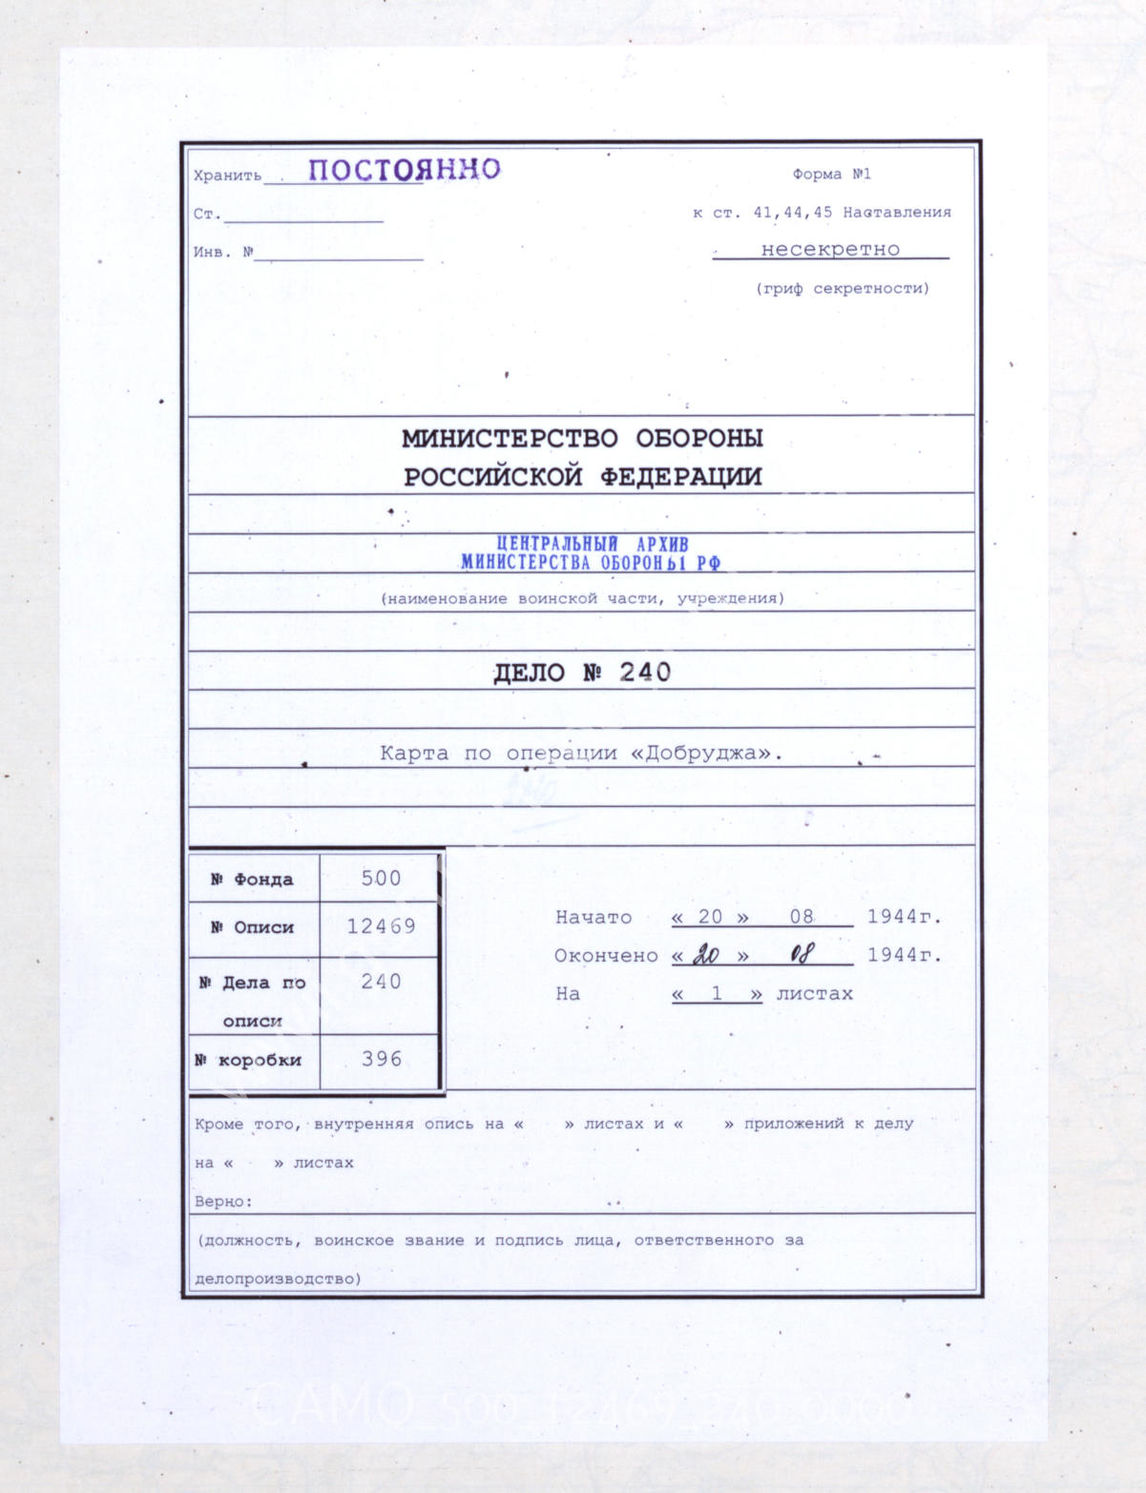 Хранить ПОСТОЯННО
Форма №1
Ст.
к ст. 41,44,45 Наставления
Инв. №
несекретно
(гриф секретности)
МИНИСТЕРСТВО ОБОРОНЫ
РОССИЙСКОЙ ФЕДЕРАЦИИ
ЦЕНТРАЛЬНЫЙ АРХИВ
МИНИСТЕРСТВА ОБОРОНЫ РФ
(наименование воинской части, учреждения)
ДЕЛО № 240
Карта по операции «Добруджа».
№ Фонда 500
№ Описи 12469
№ Дела по описи 240
№ коробки 396
Начато « 20 » 08 1944г.
Окончено « 20 » 08 1944г.
На « 1 » листах
Кроме того, внутренняя опись на « » листах и « » приложений к делу
на « » листах
Верно:
(должность, воинское звание и подпись лица, ответственного за
делопроизводство)
CAMO_500_12469_240_0000